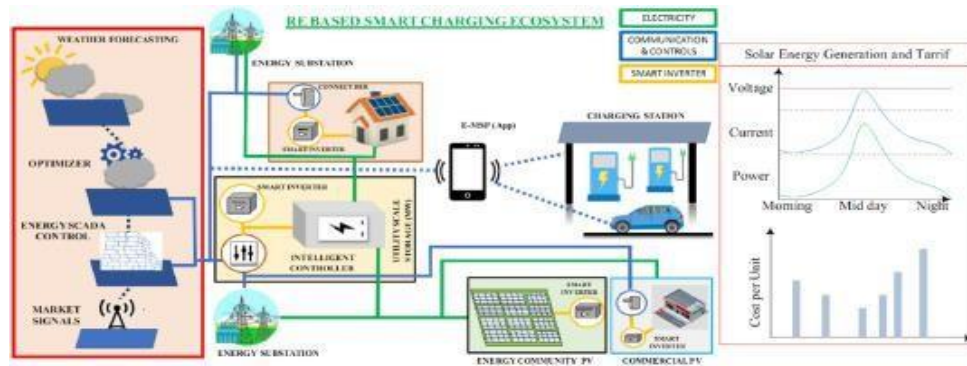 RE BASED SMART CHARGING ECOSYSTEM
ELECTRICITY
COMMUNICATION
& CONTROLS
SMART INVERTER
WEATHER FORECASTING
OPTIMIZER
ENERGY SCADA
CONTROL
MARKET
SIGNALS
ENERGY SUBSTATION
CONNECT DER
SMART INVERTER
SMART INVERTER
INTELLIGENT
CONTROLLER
UTILITY SCALE
STORAGE (MW)
ENERGY SUBSTATION
E-MSP (App)
CHARGING STATION
SMART
INVERTER
ENERGY COMMUNITY PV
SMART
INVERTER
COMMERCIAL PV
Solar Energy Generation and Tarrif
Voltage
Current
Power
Morning Mid day Night
Cost per Unit